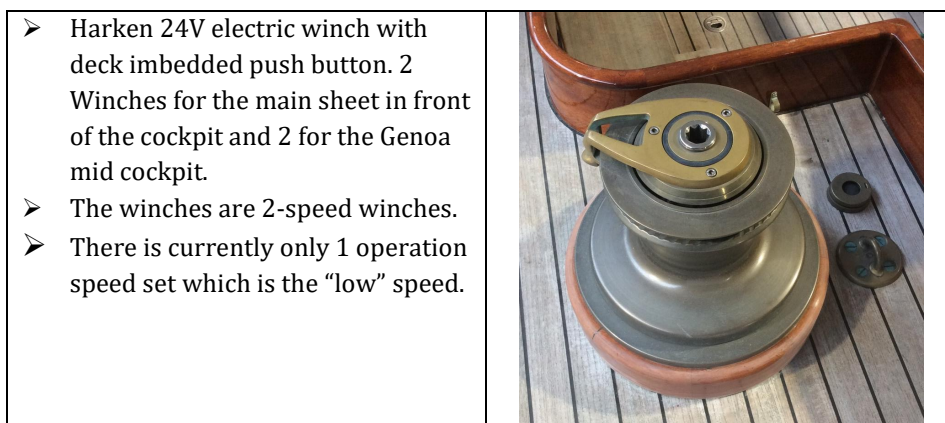 ➢ Harken 24V electric winch with
deck imbedded push button. 2
Winches for the main sheet in front
of the cockpit and 2 for the Genoa
mid cockpit.
➢ The winches are 2-speed winches.
➢ There is currently only 1 operation
speed set which is the “low” speed.